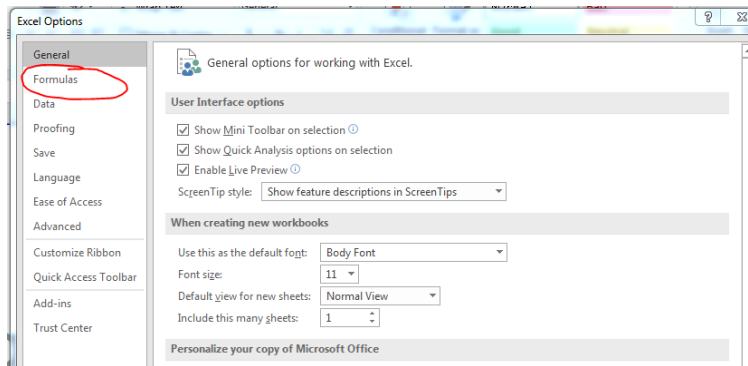 Excel Options
General
Formulas
Data
Proofing
Save
Language
Ease of Access
Advanced
Customize Ribbon
Quick Access Toolbar
Add-ins
Trust Center
General options for working with Excel.
User Interface options
Show Mini Toolbar on selection
Show Quick Analysis options on selection
Enable Live Preview
ScreenTip style: Show feature descriptions in ScreenTips
When creating new workbooks
Use this as the default font: Body Font
Font size: 11
Default view for new sheets: Normal View
Include this many sheets: 1
Personalize your copy of Microsoft Office